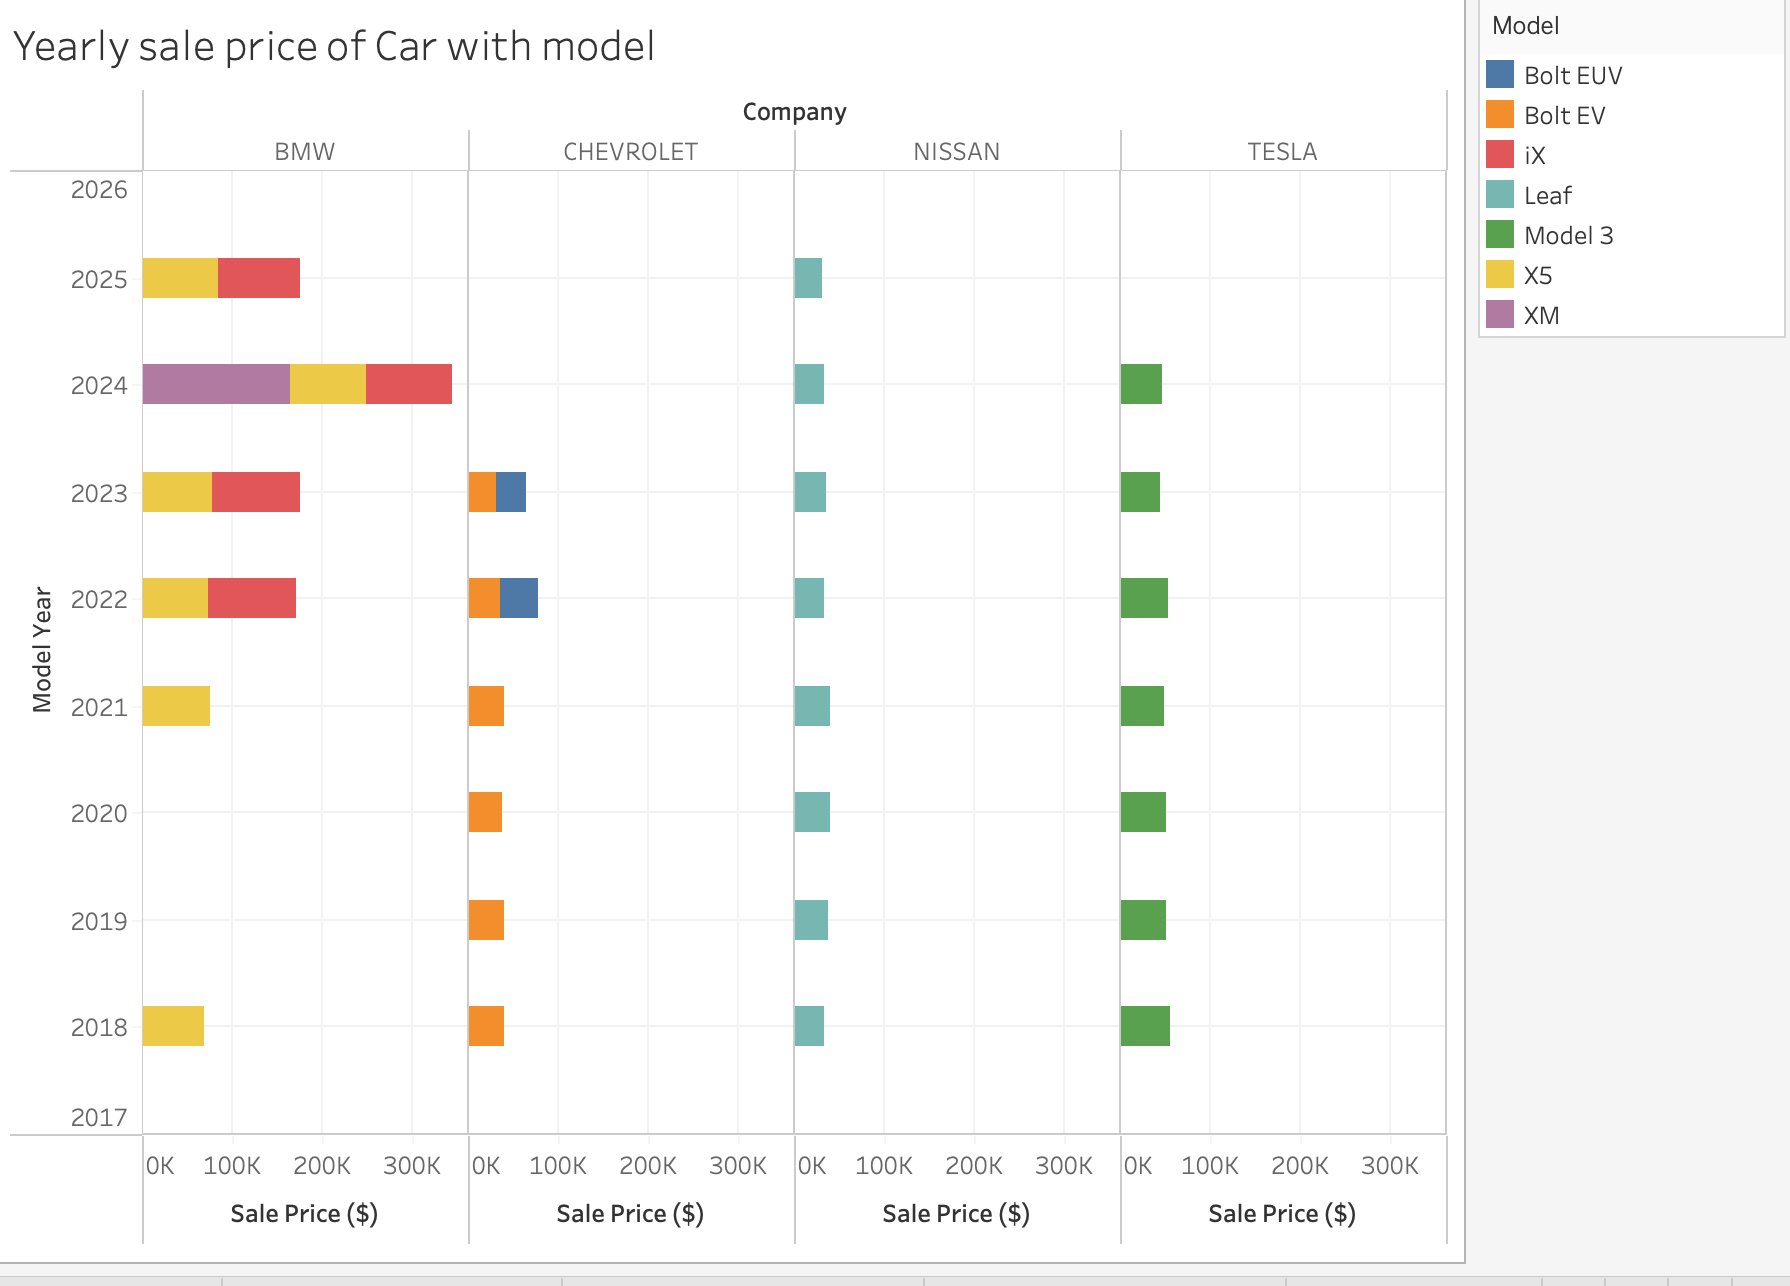 Yearly sale price of Car with model
Model
Bolt EUV
Bolt EV
iX
Leaf
Model 3
X5
XM
Company
BMW CHEVROLET NISSAN TESLA
2026
2025
2024
2023
2022
2021
2020
2019
2018
2017
Model Year
0K 100K 200K 300K 0K 100K 200K 300K 0K 100K 200K 300K 0K 100K 200K 300K
Sale Price ($) Sale Price ($) Sale Price ($) Sale Price ($)